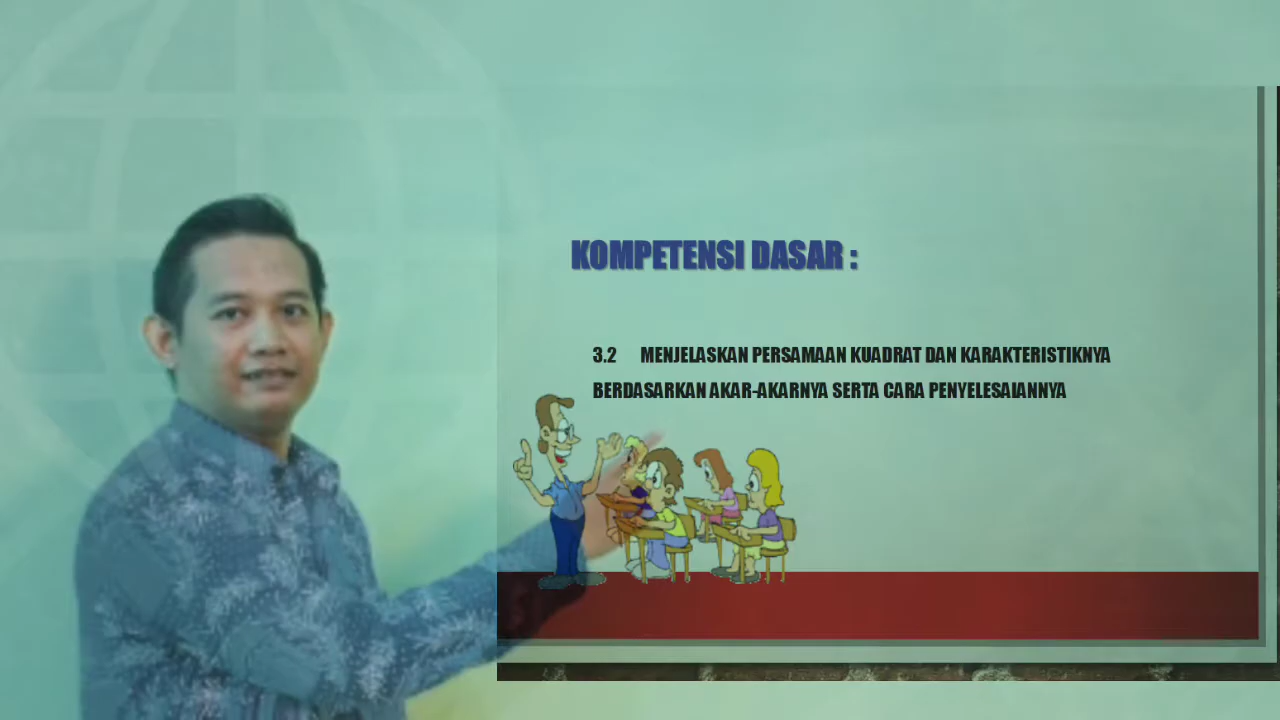 KOMPETENSI DASAR :
3.2 MENJELASKAN PERSAMAAN KUADRAT DAN KARAKTERISTIKNYA
BERDASARKAN AKAR-AKARNYA SERTA CARA PENYELESAIANNYA